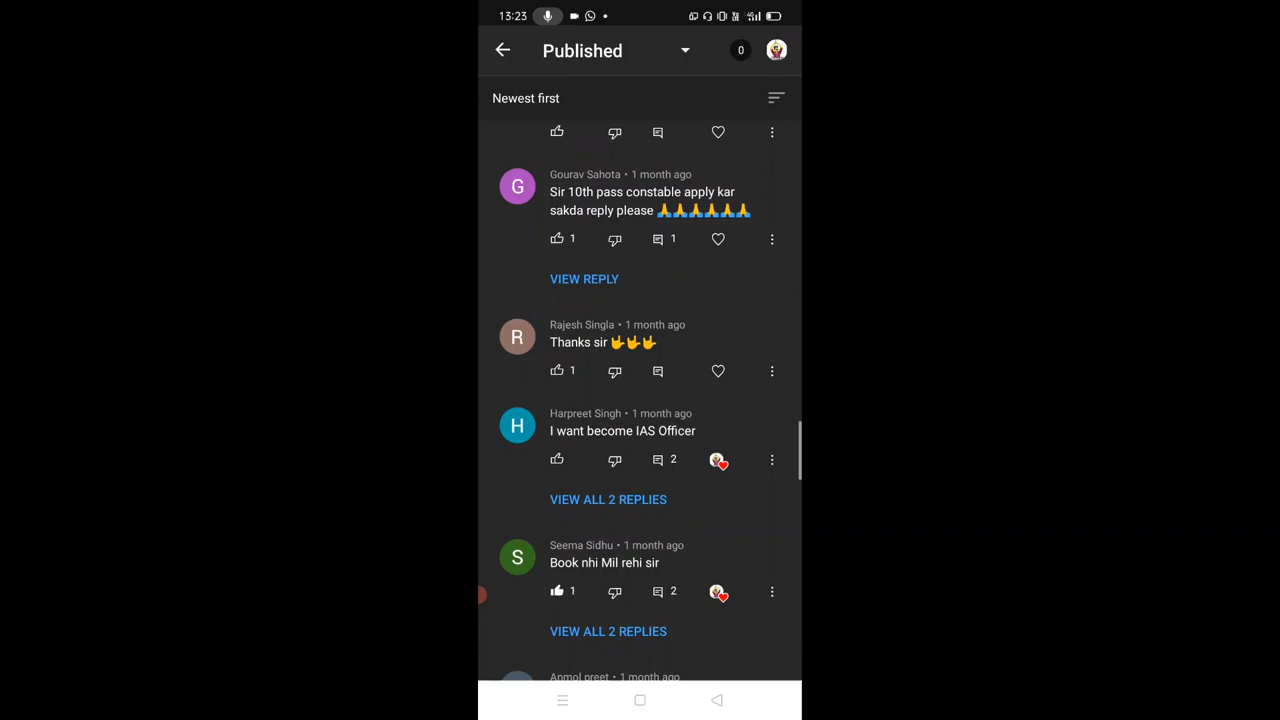 13:23
Published
0
Newest first
Gourav Sahota • 1 month ago
G
Sir 10th pass constable apply kar
sakda reply please 🙏🙏🙏🙏🙏🙏
1
1
VIEW REPLY
Rajesh Singla • 1 month ago
R
Thanks sir 🤟🤟🤟
1
Harpreet Singh • 1 month ago
H
I want become IAS Officer
2
VIEW ALL 2 REPLIES
Seema Sidhu • 1 month ago
S
Book nhi Mil rehi sir
1
2
VIEW ALL 2 REPLIES
Anmol preet • 1 month ago